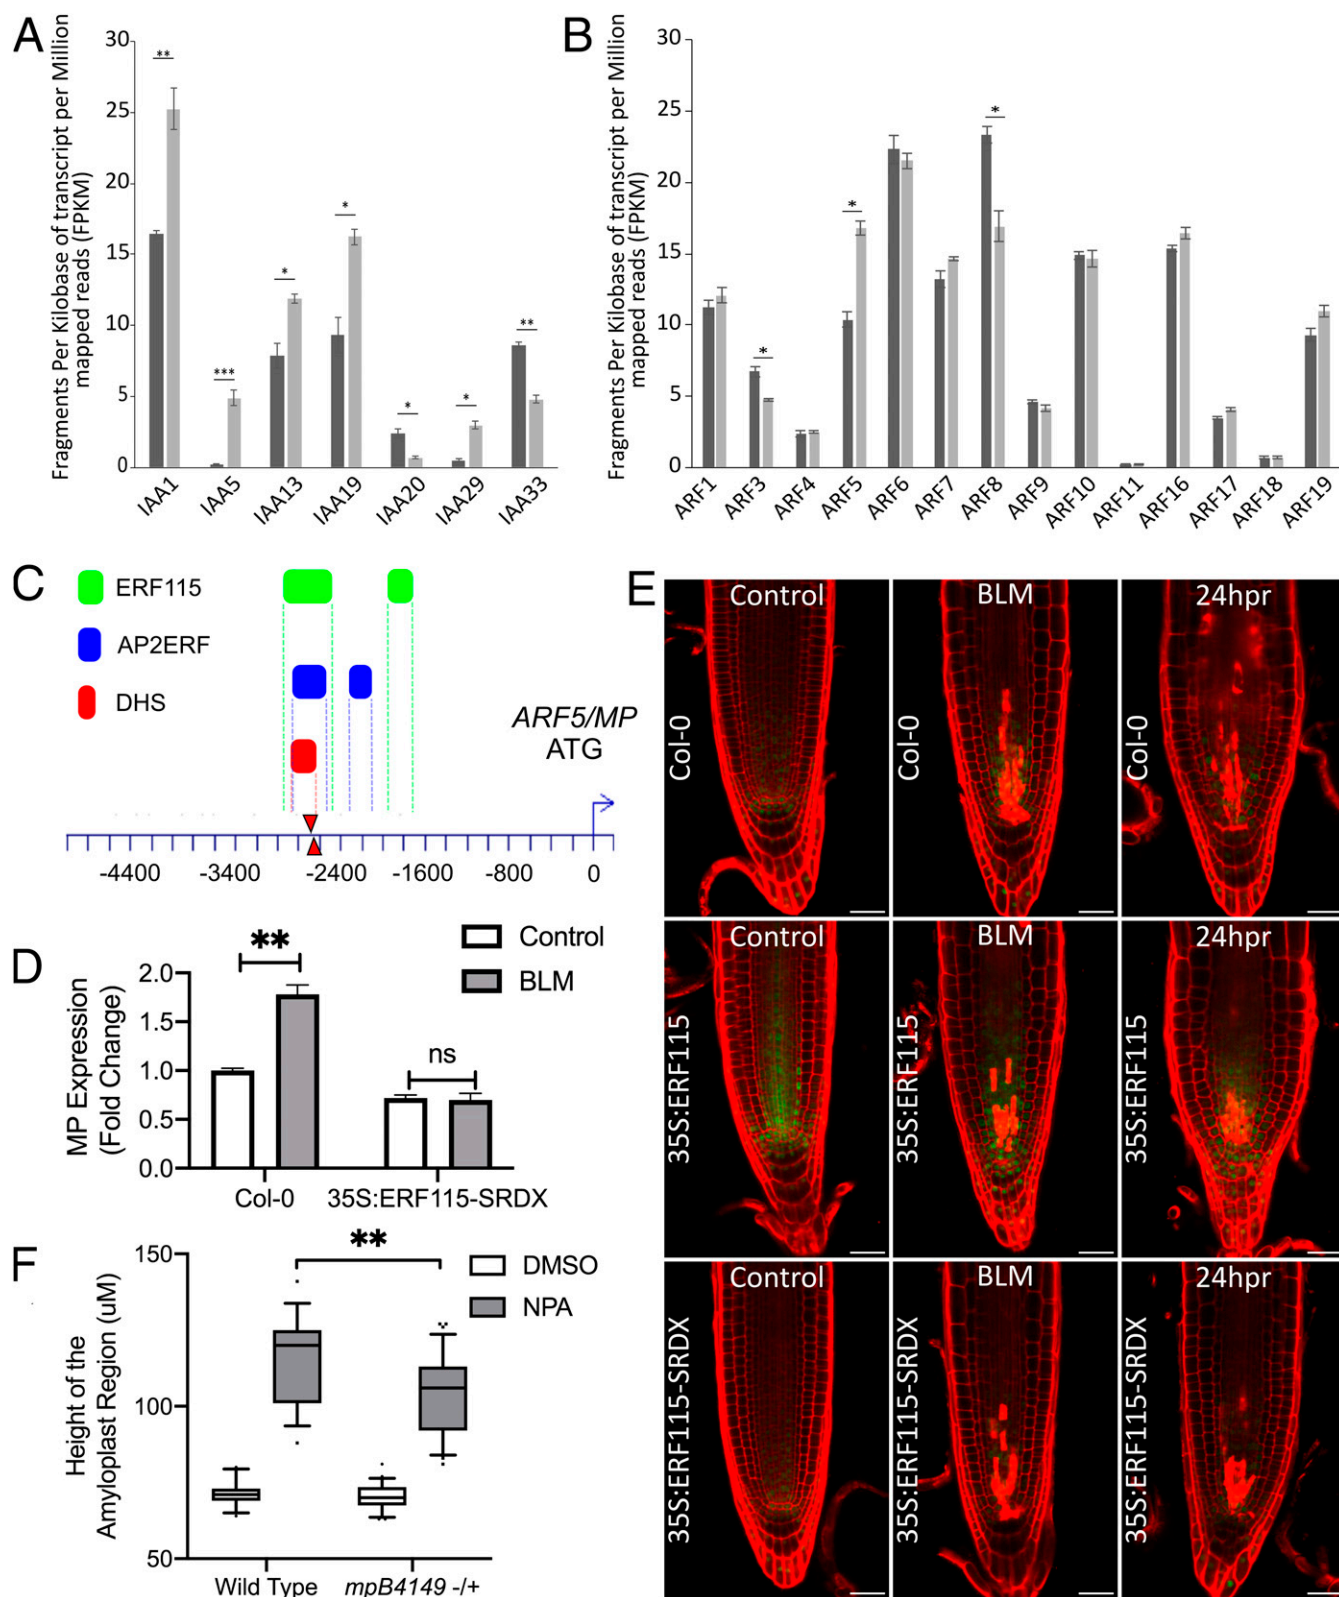 A
Fragments Per Kilobase of transcript per Million
mapped reads (FPKM)
30
25
20
15
10
5
0
**
***
*
*
*
*
**
IAA1
IAA5
IAA13
IAA19
IAA20
IAA29
IAA33
B
Fragments Per Kilobase of transcript per Million
mapped reads (FPKM)
30
25
20
15
10
5
0
*
*
*
ARF1
ARF3
ARF4
ARF5
ARF6
ARF7
ARF8
ARF9
ARF10
ARF11
ARF16
ARF17
ARF18
ARF19
C
ERF115
AP2ERF
DHS
ARF5/MP
ATG
-4400 -3400 -2400 -1600 -800 0
D
MP Expression
(Fold Change)
2.0
1.5
1.0
0.5
0.0
**
ns
Control
BLM
Col-0 35S:ERF115-SRDX
E
Control BLM 24hpr
Col-0 Col-0 Col-0
Control BLM 24hpr
35S:ERF115 35S:ERF115 35S:ERF115
Control BLM 24hpr
35S:ERF115-SRDX 35S:ERF115-SRDX 35S:ERF115-SRDX
F
Height of the
Amyloplast Region (uM)
150
100
50
**
DMSO
NPA
Wild Type mpB4149 -/+